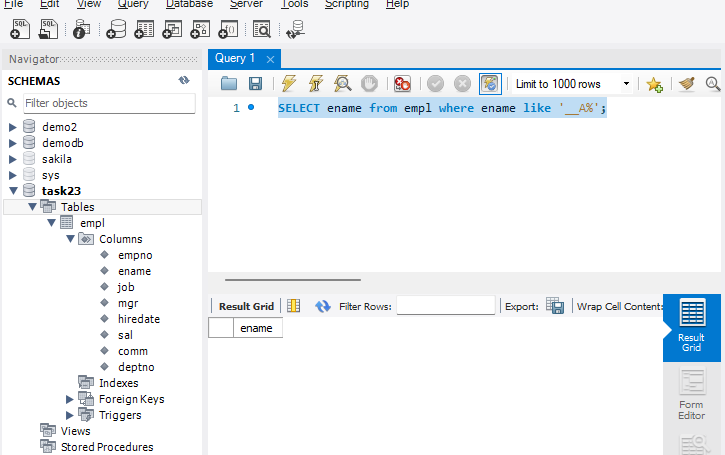 File Edit View Query Database Server Tools Scripting Help
SQL SQL
Navigator
Query 1
SCHEMAS
Limit to 1000 rows
Filter objects
1 SELECT ename from empl where ename like '__A%';
demo2
demodb
sakila
sys
task23
Tables
empl
Columns
empno
ename
job
mgr
hiredate
sal
comm
deptno
Indexes
Foreign Keys
Triggers
Views
Stored Procedures
Result Grid Filter Rows: Export: Wrap Cell Content:
ename
Result
Grid
Form
Editor